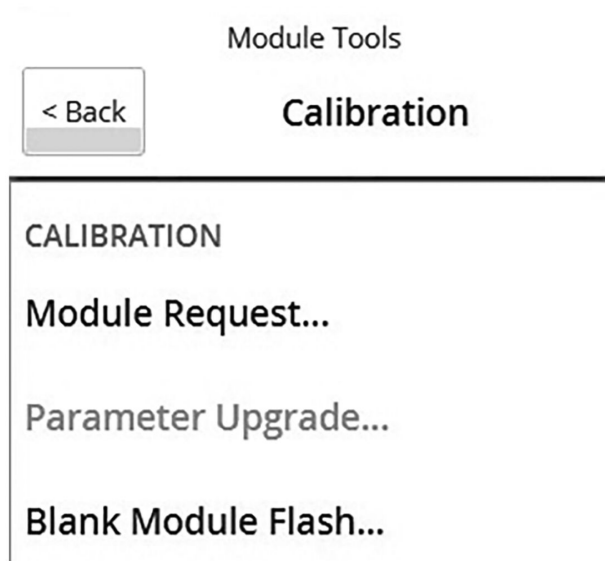 Module Tools
< Back
Calibration
CALIBRATION
Module Request...
Parameter Upgrade...
Blank Module Flash...